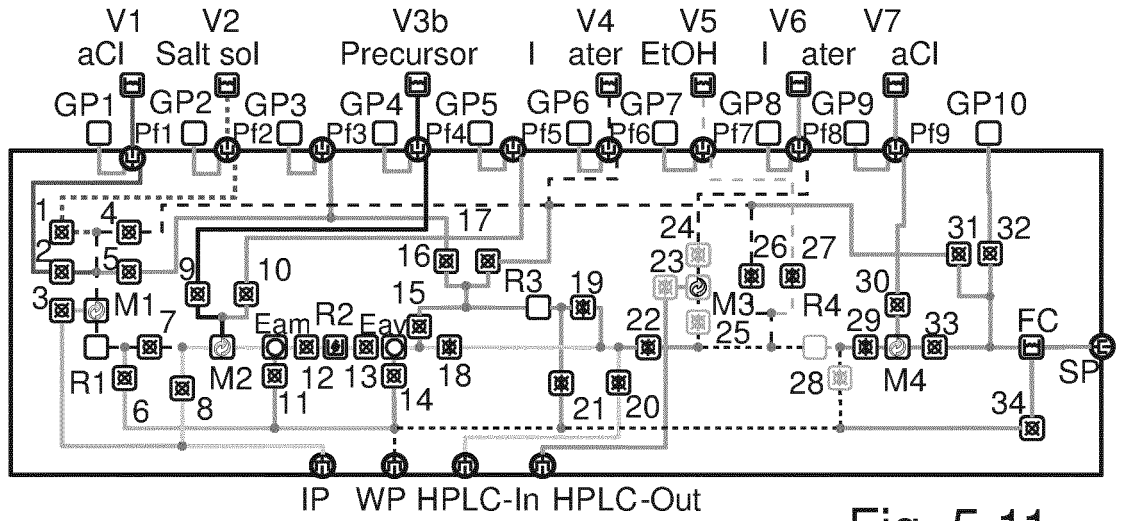 V1 V2 V3b V4 V5 V6 V7
aCl Salt sol Precursor I ater EtOH I ater aCl
GP1 GP2 GP3 GP4 GP5 GP6 GP7 GP8 GP9 GP10
Pf1 Pf2 Pf3 Pf4 Pf5 Pf6 Pf7 Pf8 Pf9
1 4 17 24 31 32
2 5 9 10 16 23 26 27
3 M1 15 R3 19 M3 R4 30
7 Eam R2 Eav 22 25 29 33 FC
R1 M2 12 13 18 28 M4 SP
6 8 11 14 21 20 34
IP WP HPLC-In HPLC-Out